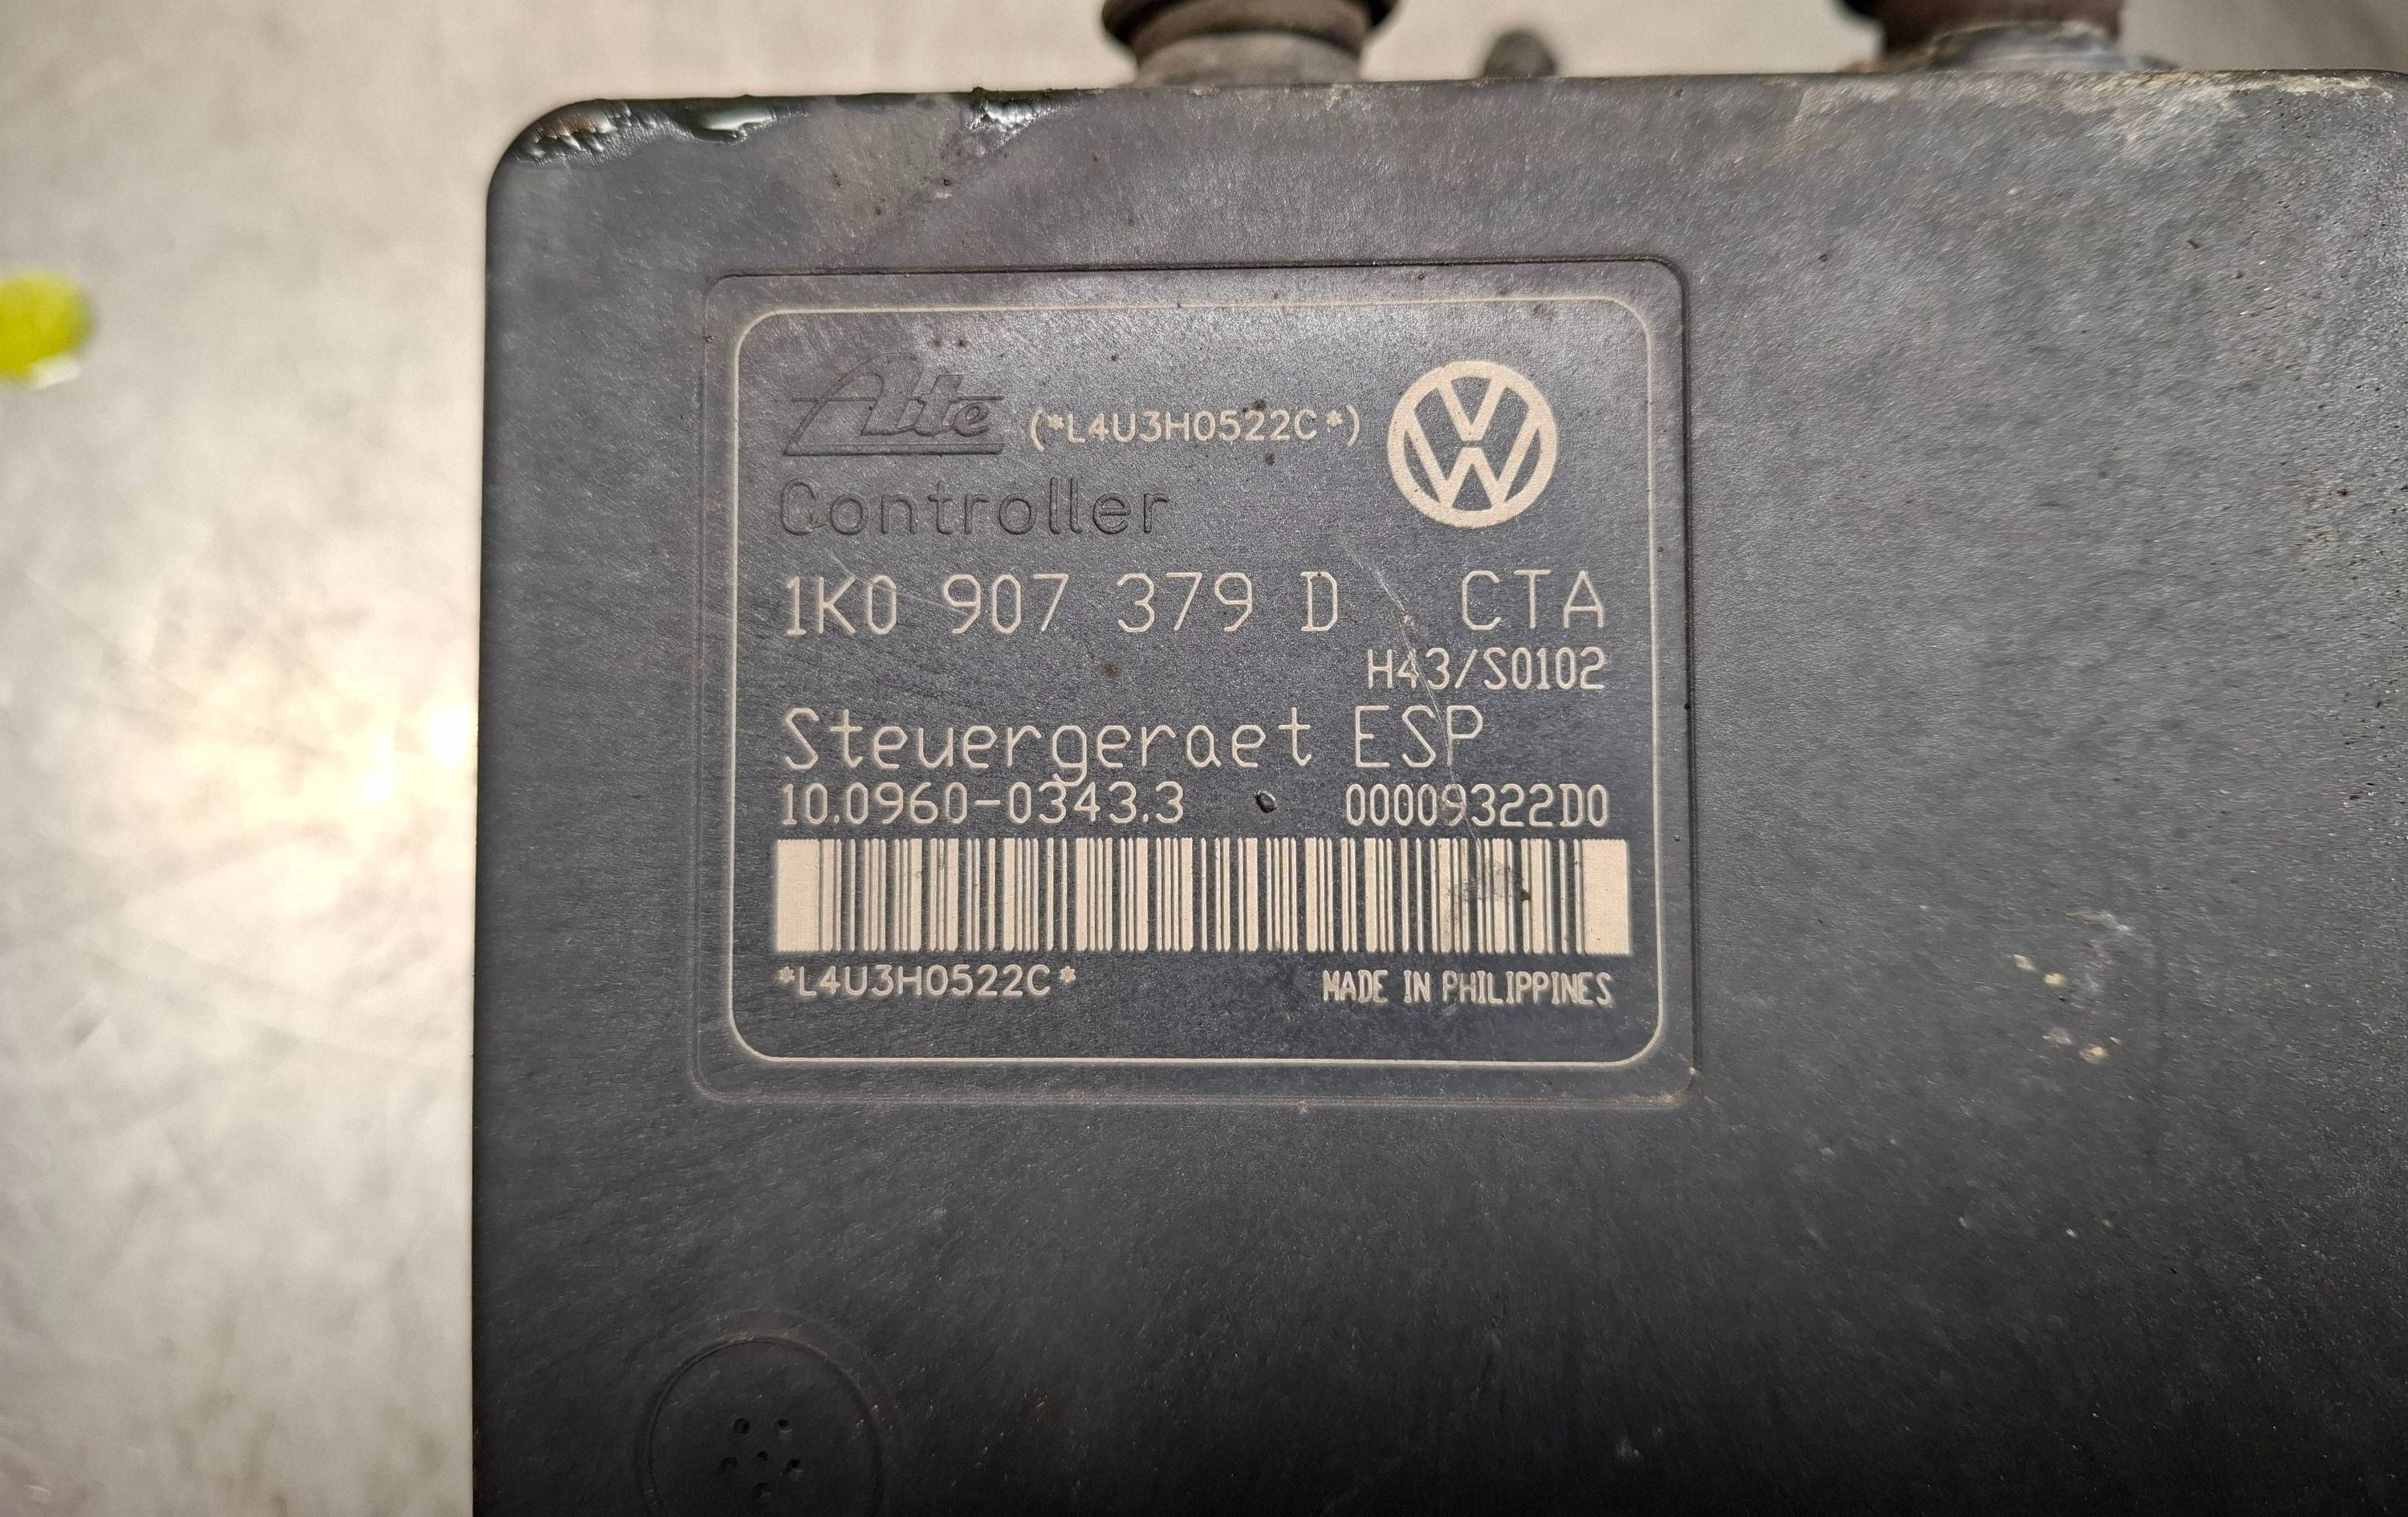 Ate (*L4U3H0522C*)
Controller
1K0 907 379 D CTA
H43/S0102
Steuergeraet ESP
10.0960-0343.3 00009322D0
*L4U3H0522C* MADE IN PHILIPPINES